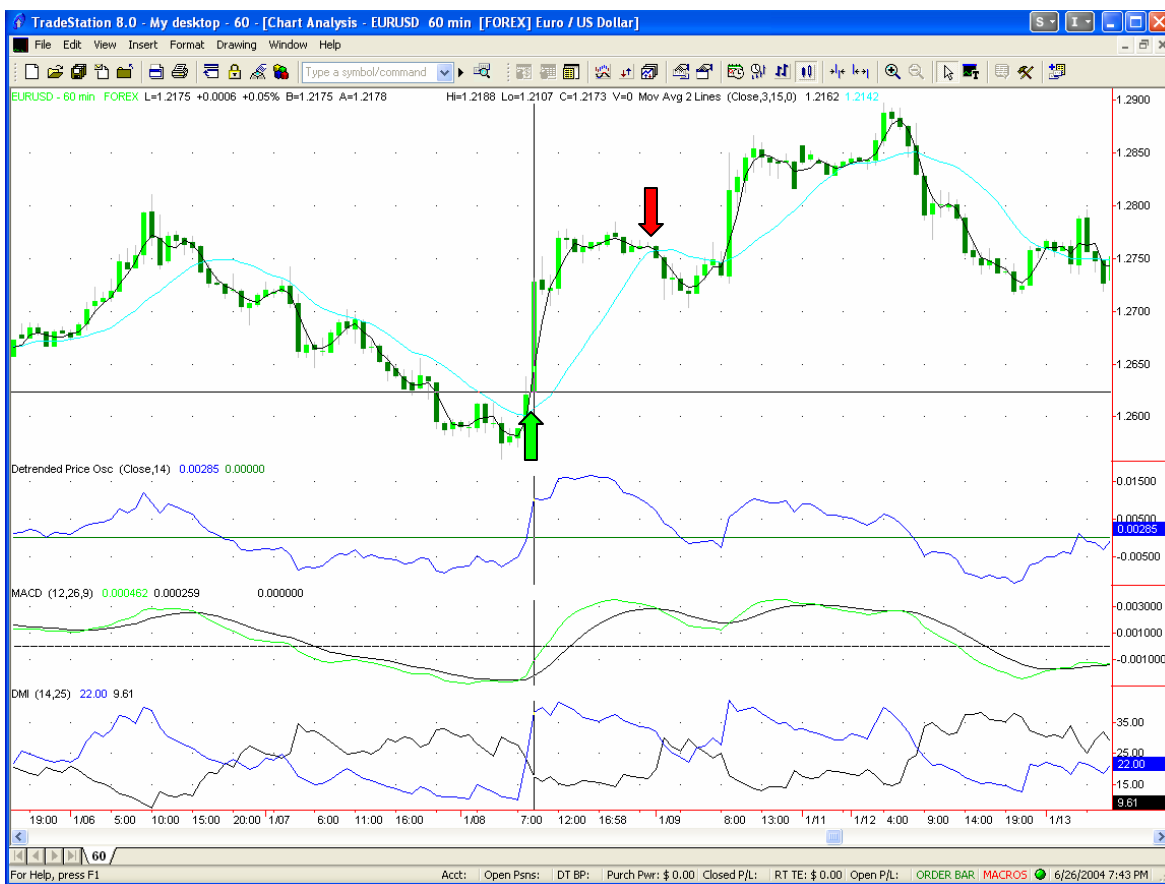 TradeStation 8.0 - My desktop - 60 - [Chart Analysis - EURUSD 60 min [FOREX] Euro / US Dollar]
S I
File Edit View Insert Format Drawing Window Help
Type a symbol/command
EURUSD - 60 min FOREX L=1.2175 +0.0006 +0.05% B=1.2175 A=1.2178 Hi=1.2188 Lo=1.2107 C=1.2173 V=0 Mov Avg 2 Lines (Close,3,15,0) 1.2162 1.2142
1.2900
1.2850
1.2800
1.2750
1.2700
1.2650
1.2600
Detrended Price Osc (Close,14) 0.00285 0.00000
0.01500
0.00500
0.00285
-0.00500
MACD (12,26,9) 0.000462 0.000259 0.000000
0.003000
0.001000
-0.001000
DMI (14,25) 22.00 9.61
35.00
25.00
22.00
15.00
9.61
19:00 1/06 5:00 10:00 15:00 20:00 1/07 6:00 11:00 16:00 1/08 7:00 12:00 16:58 1/09 8:00 13:00 1/11 1/12 4:00 9:00 14:00 19:00 1/13
60
For Help, press F1 Acct: Open Psns: DT BP: Purch Pwr: $ 0.00 Closed P/L: RT TE: $ 0.00 Open P/L: ORDER BAR MACROS 6/26/2004 7:43 PM